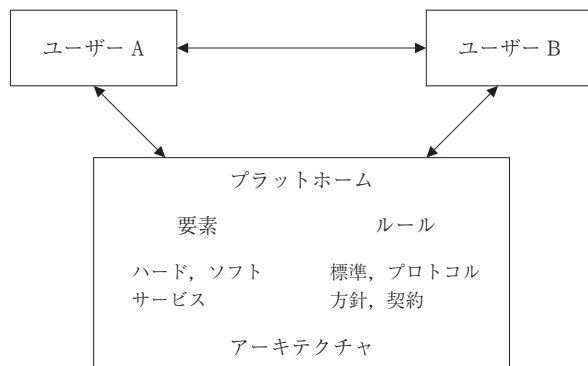 ユーザー A
ユーザー B
プラットホーム
要素
ルール
ハード，ソフト
サービス
標準，プロトコル
方針，契約
アーキテクチャ